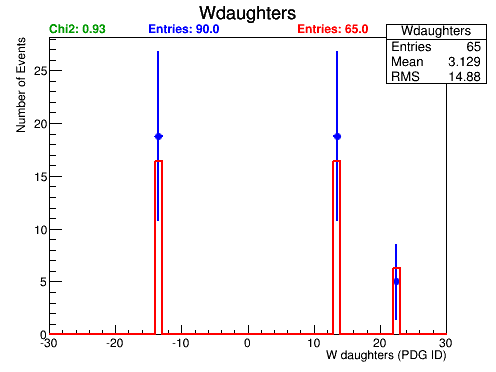 Wdaughters
Chi2: 0.93 Entries: 90.0 Entries: 65.0
Wdaughters
Entries 65
Mean 3.129
RMS 14.88
Number of Events
25
20
15
10
5
0
-30 -20 -10 0 10 20 30
W daughters (PDG ID)